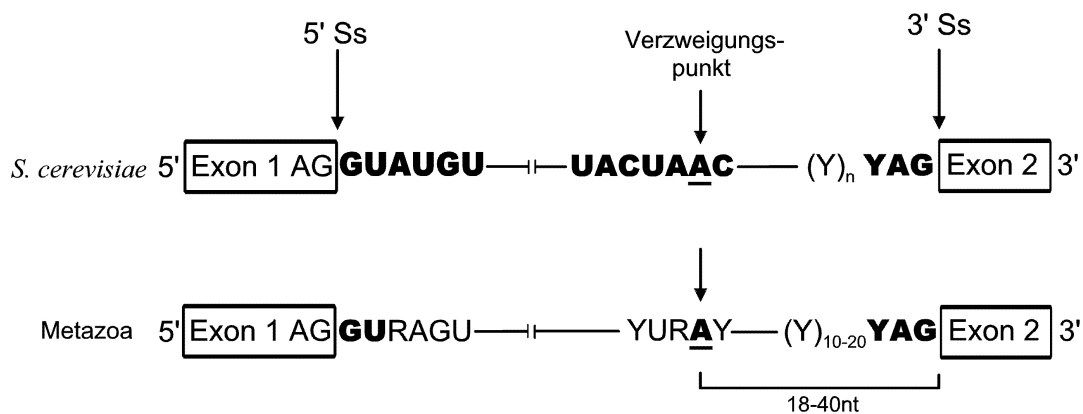 5' Ss
Verzweigungs-
punkt
3' Ss
S. cerevisiae 5' Exon 1 AG GUAUGU UACUAAC (Y)n YAG Exon 2 3'
Metazoa 5' Exon 1 AG GURAGU YURAY (Y)10-20 YAG Exon 2 3'
18-40nt